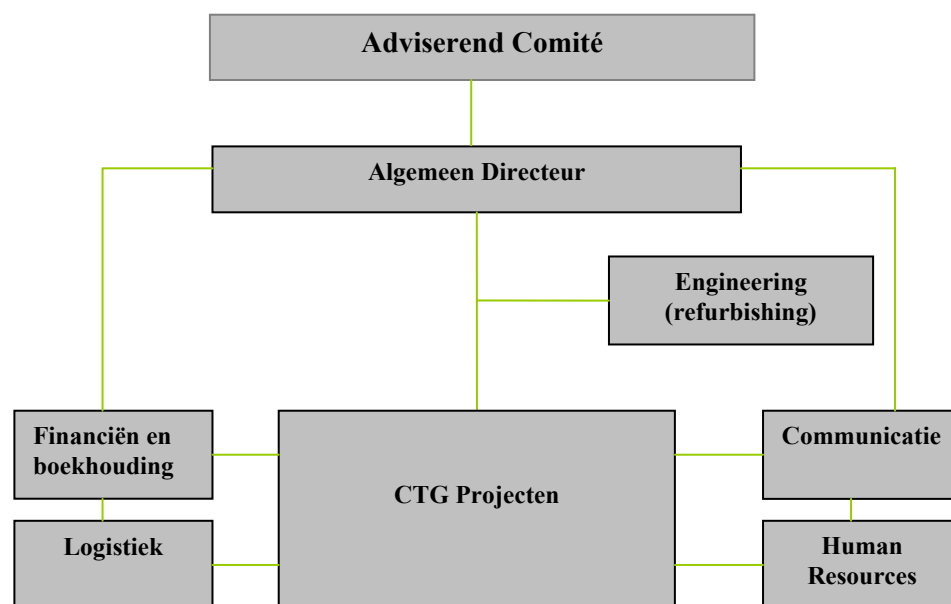 Adviserend Comité
Algemeen Directeur
Engineering
(refurbishing)
Financiën en
boekhouding
Communicatie
CTG Projecten
Logistiek
Human
Resources